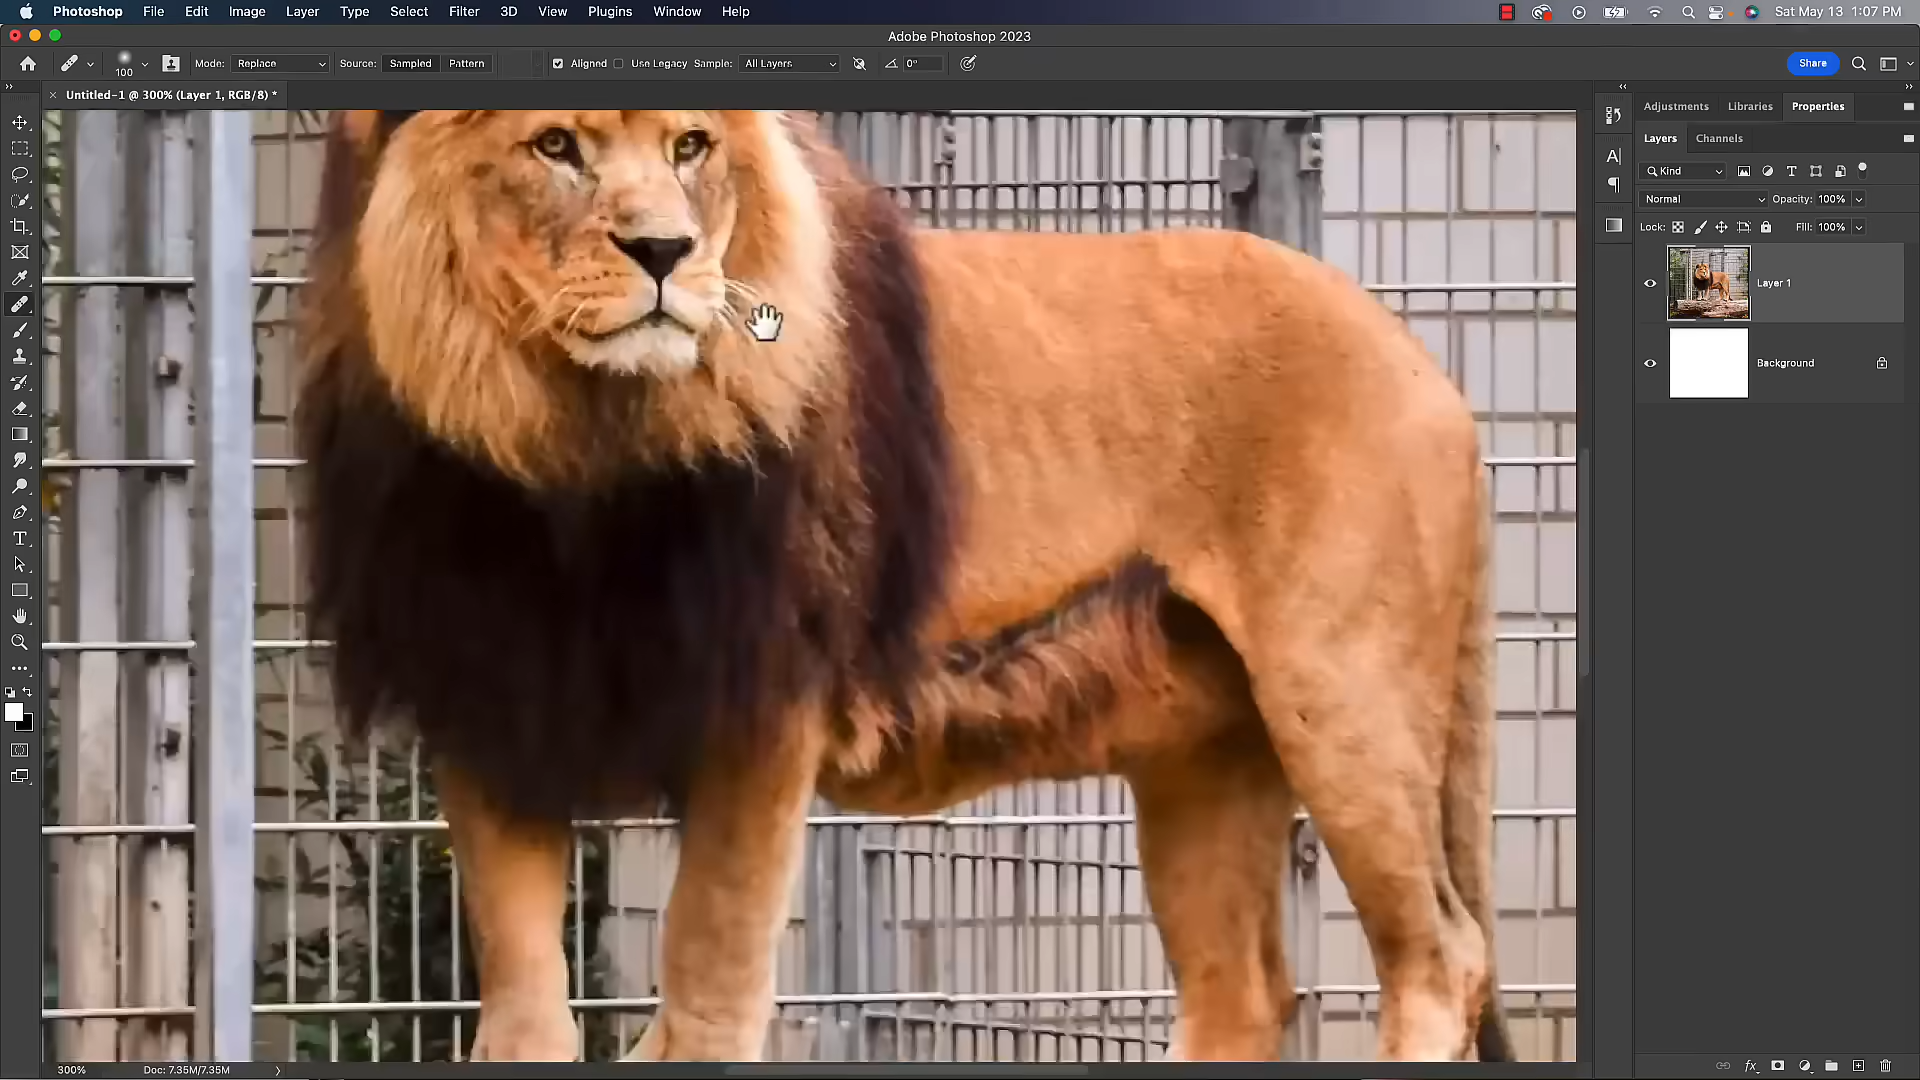 Photoshop File Edit Image Layer Type Select Filter 3D View Plugins Window Help Sat May 13 1:07 PM
Adobe Photoshop 2023
100 Mode: Replace Source: Sampled Pattern Aligned Use Legacy Sample: All Layers 0° Share
Untitled-1 @ 300% (Layer 1, RGB/8) *
Adjustments Libraries Properties
Layers Channels
Kind
Normal Opacity: 100%
Lock: Fill: 100%
Layer 1
Background
300% Doc: 7.35M/7.35M